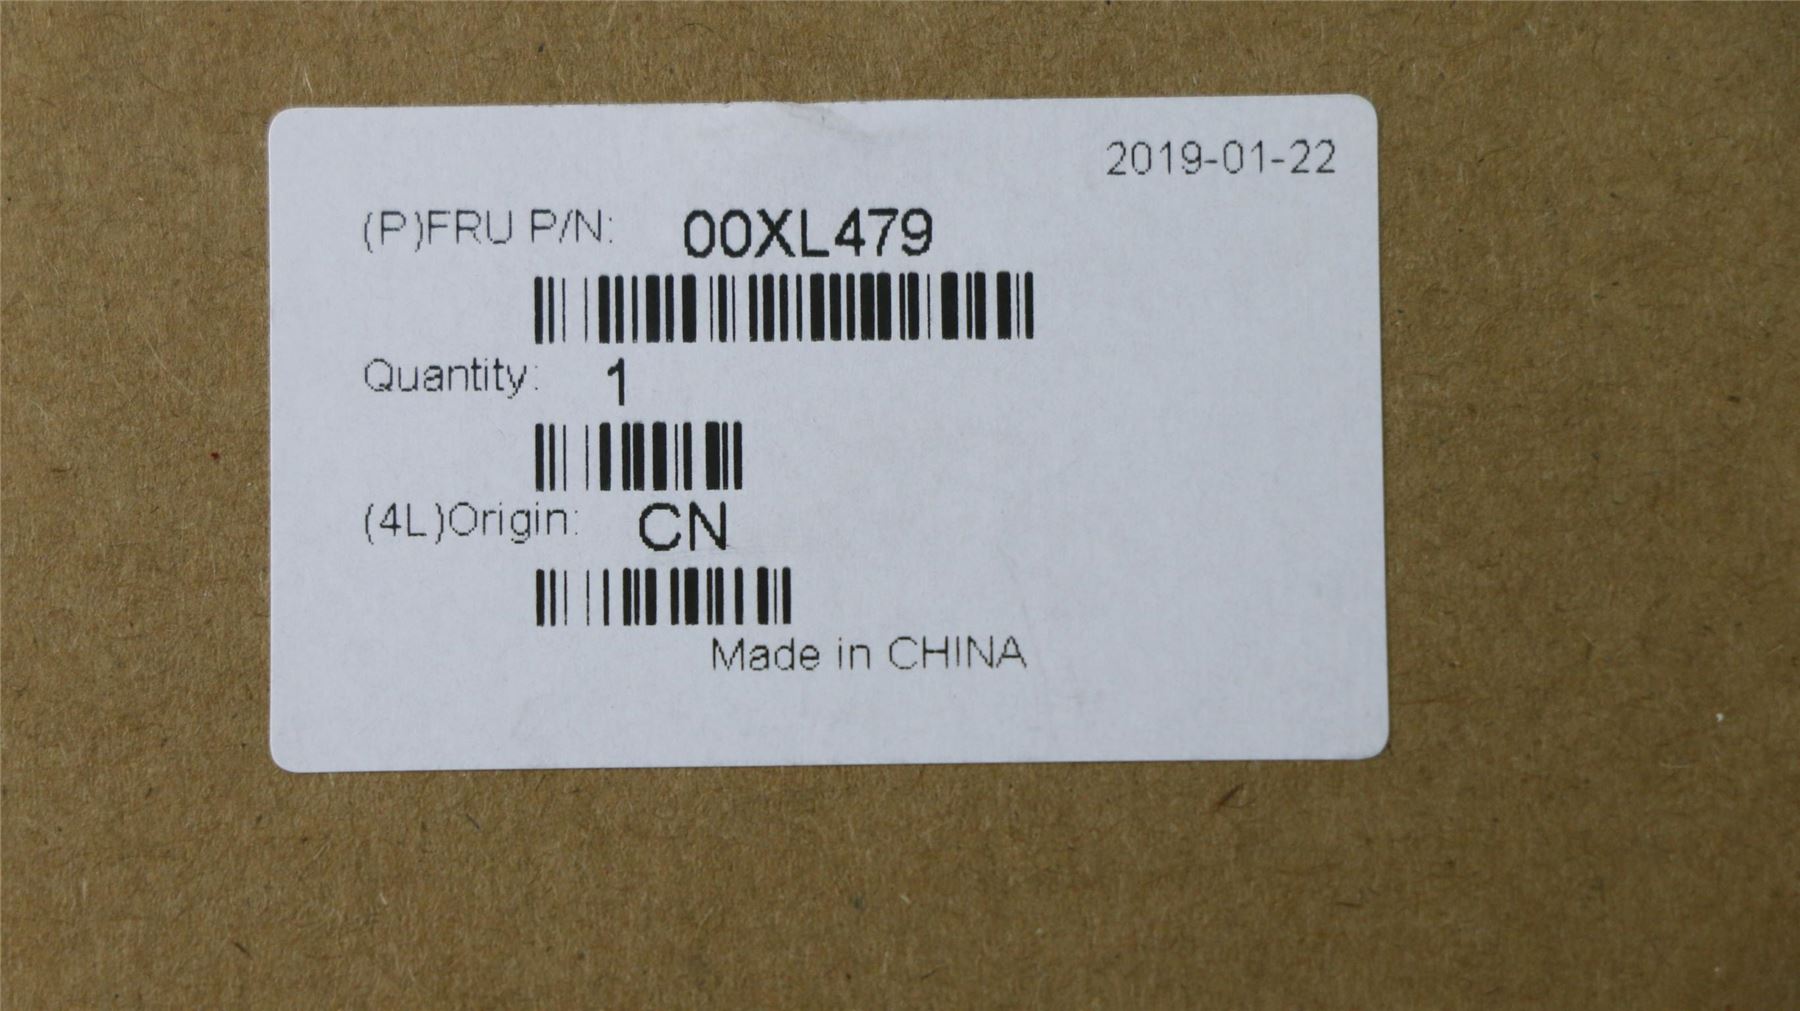 2019-01-22
(P)FRU P/N: 00XL479
Quantity: 1
(4L)Origin: CN
Made in CHINA